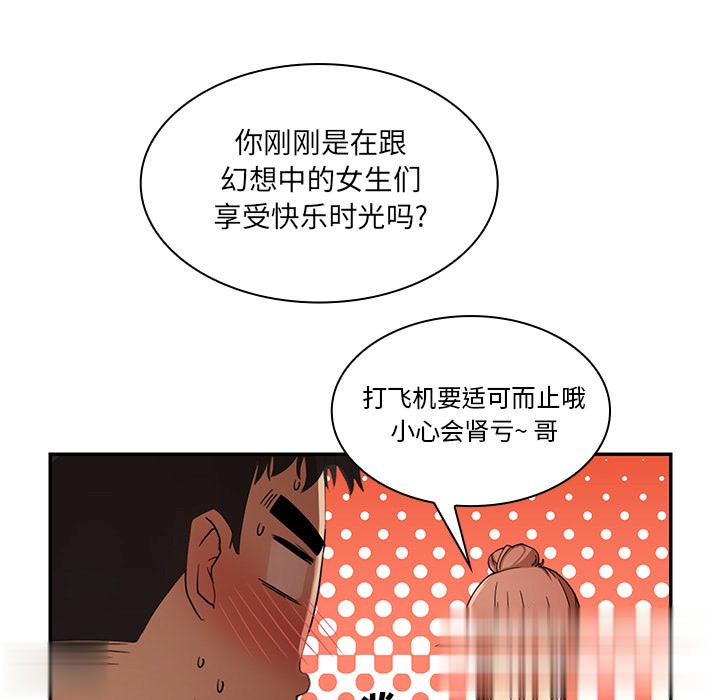 你刚刚是在跟
幻想中的女生们
享受快乐时光吗?
打飞机要适可而止哦
小心会肾亏~ 哥